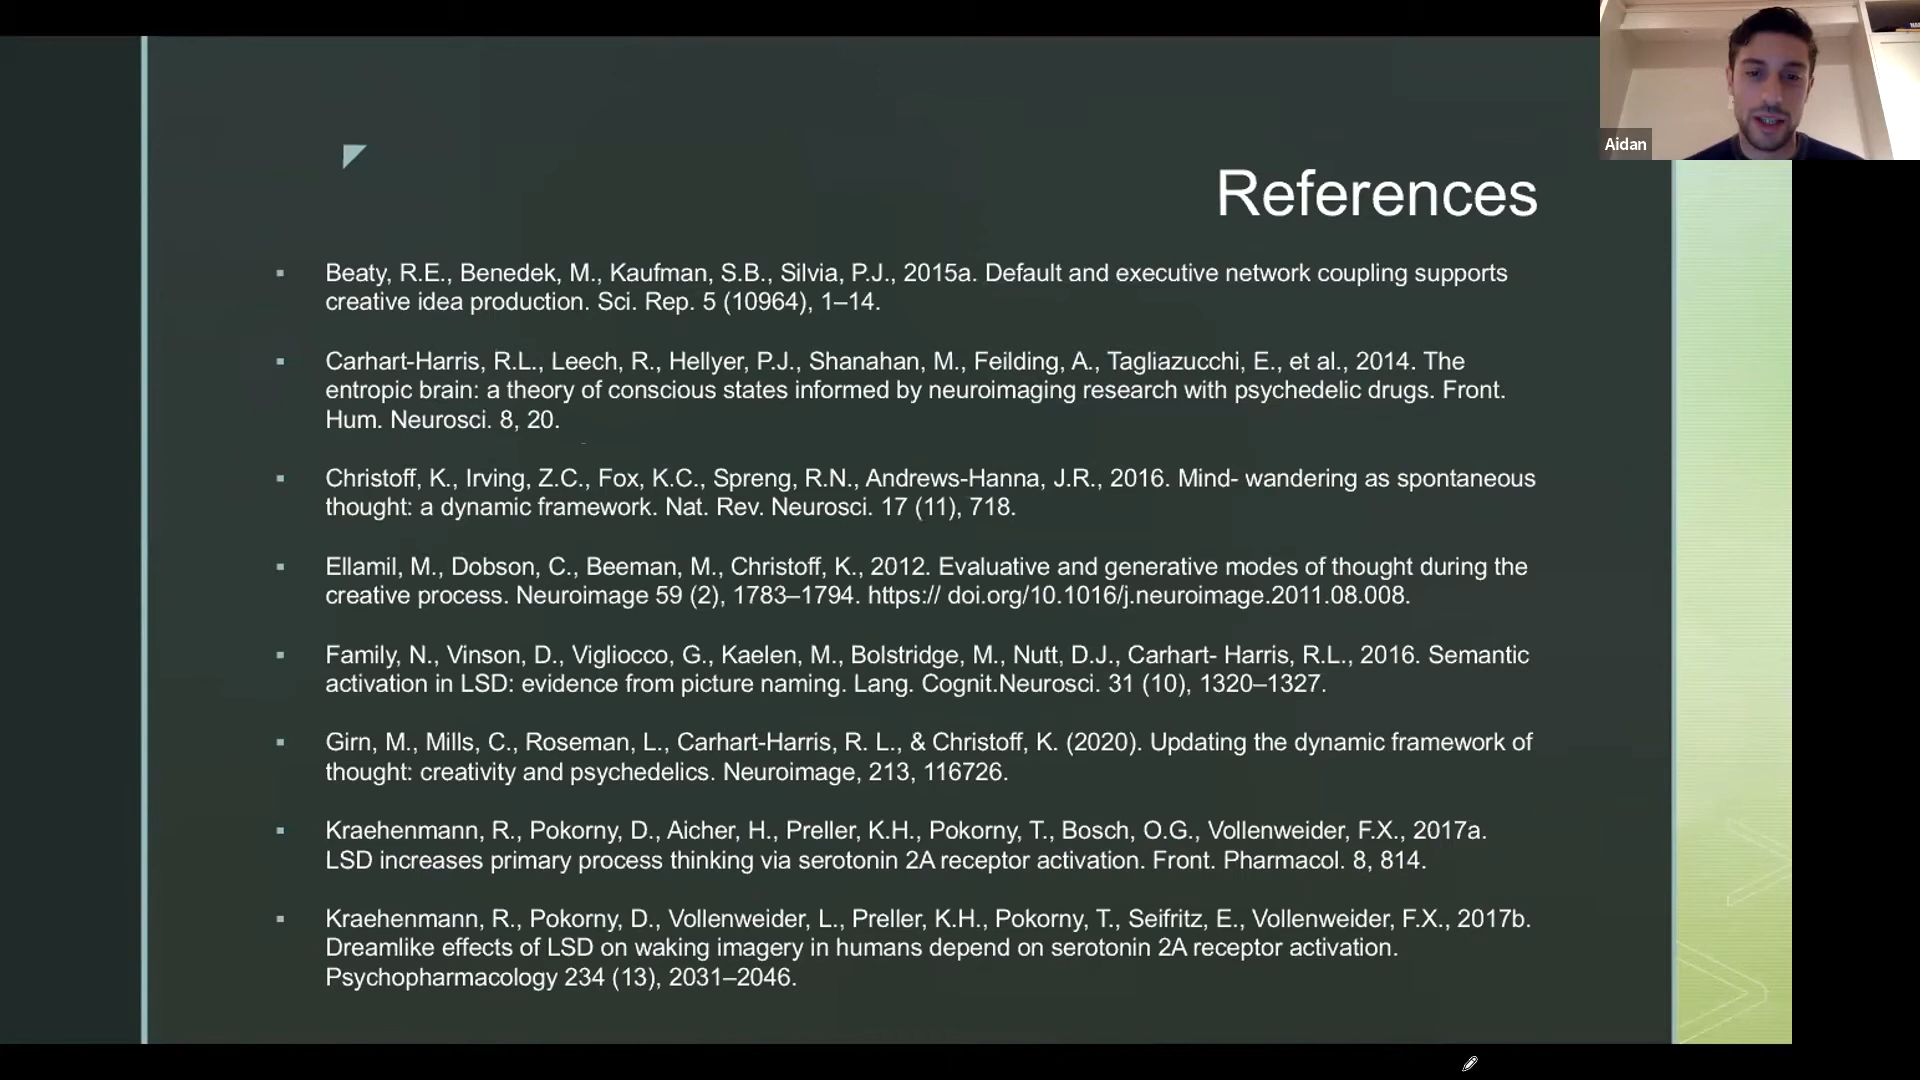 Aidan
References
Beaty, R.E., Benedek, M., Kaufman, S.B., Silvia, P.J., 2015a. Default and executive network coupling supports
creative idea production. Sci. Rep. 5 (10964), 1–14.
Carhart-Harris, R.L., Leech, R., Hellyer, P.J., Shanahan, M., Feilding, A., Tagliazucchi, E., et al., 2014. The
entropic brain: a theory of conscious states informed by neuroimaging research with psychedelic drugs. Front.
Hum. Neurosci. 8, 20.
Christoff, K., Irving, Z.C., Fox, K.C., Spreng, R.N., Andrews-Hanna, J.R., 2016. Mind- wandering as spontaneous
thought: a dynamic framework. Nat. Rev. Neurosci. 17 (11), 718.
Ellamil, M., Dobson, C., Beeman, M., Christoff, K., 2012. Evaluative and generative modes of thought during the
creative process. Neuroimage 59 (2), 1783–1794. https:// doi.org/10.1016/j.neuroimage.2011.08.008.
Family, N., Vinson, D., Vigliocco, G., Kaelen, M., Bolstridge, M., Nutt, D.J., Carhart- Harris, R.L., 2016. Semantic
activation in LSD: evidence from picture naming. Lang. Cognit.Neurosci. 31 (10), 1320–1327.
Girn, M., Mills, C., Roseman, L., Carhart-Harris, R. L., & Christoff, K. (2020). Updating the dynamic framework of
thought: creativity and psychedelics. Neuroimage, 213, 116726.
Kraehenmann, R., Pokorny, D., Aicher, H., Preller, K.H., Pokorny, T., Bosch, O.G., Vollenweider, F.X., 2017a.
LSD increases primary process thinking via serotonin 2A receptor activation. Front. Pharmacol. 8, 814.
Kraehenmann, R., Pokorny, D., Vollenweider, L., Preller, K.H., Pokorny, T., Seifritz, E., Vollenweider, F.X., 2017b.
Dreamlike effects of LSD on waking imagery in humans depend on serotonin 2A receptor activation.
Psychopharmacology 234 (13), 2031–2046.